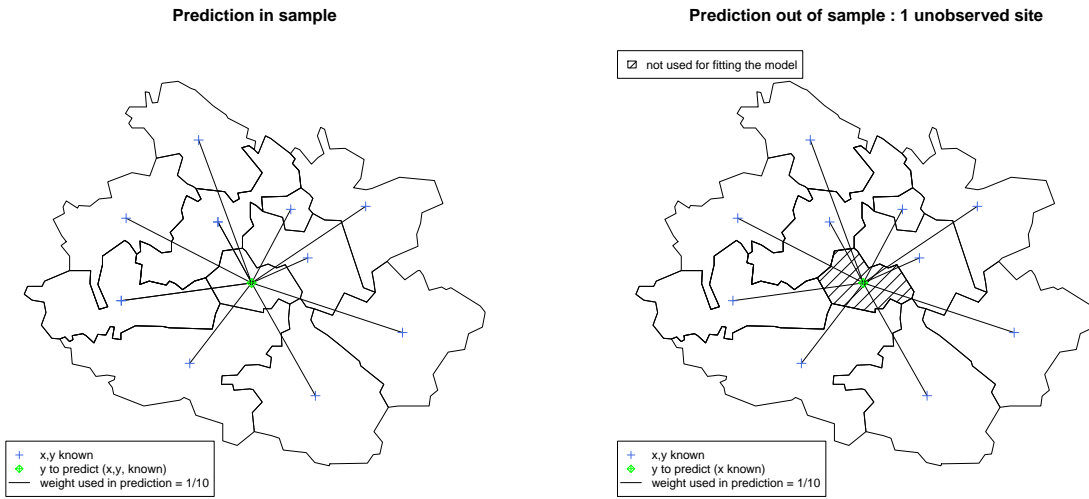 Prediction in sample
x,y known
y to predict (x,y, known)
weight used in prediction = 1/10
Prediction out of sample : 1 unobserved site
not used for fitting the model
x,y known
y to predict (x known)
weight used in prediction = 1/10